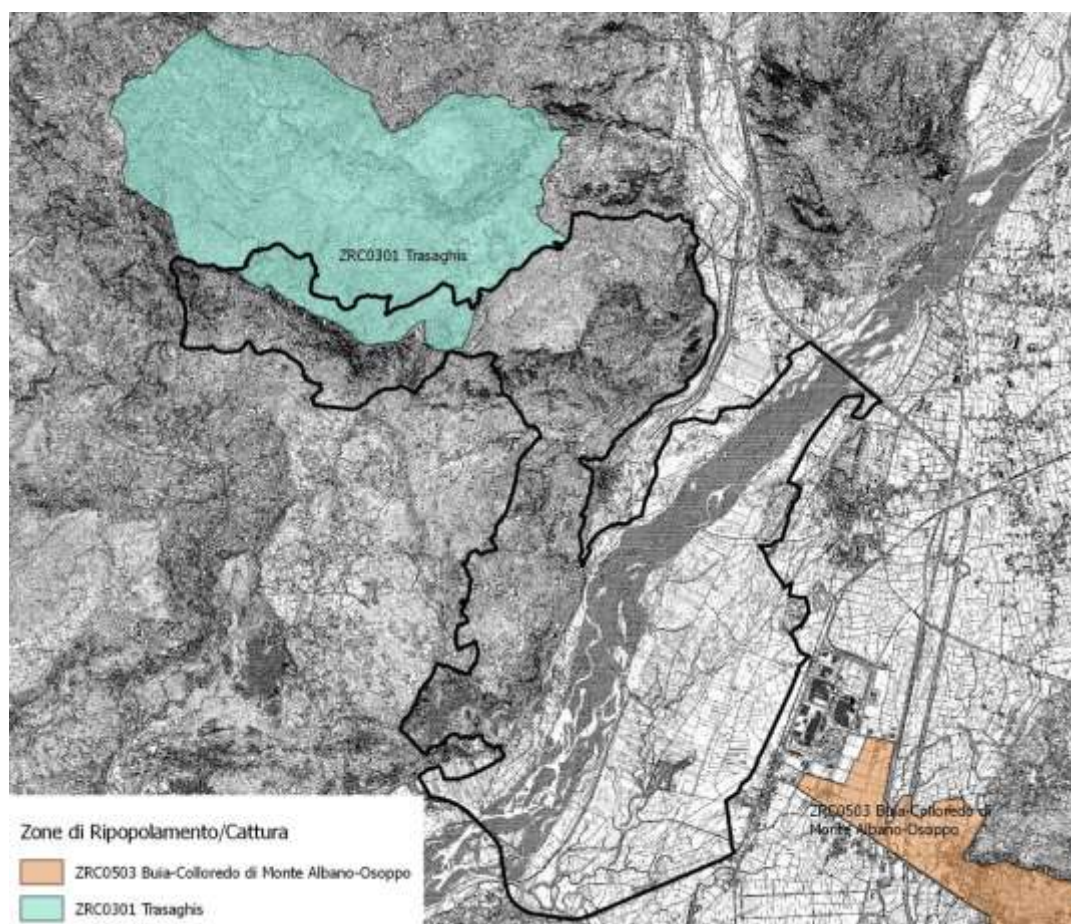 ZRC0301 Trasaghis
ZRC0503 Buia-Colloredo di
Monte Albano-Osoppo
Zone di Ripopolamento/Cattura
ZRC0503 Buia-Colloredo di Monte Albano-Osoppo
ZRC0301 Trasaghis